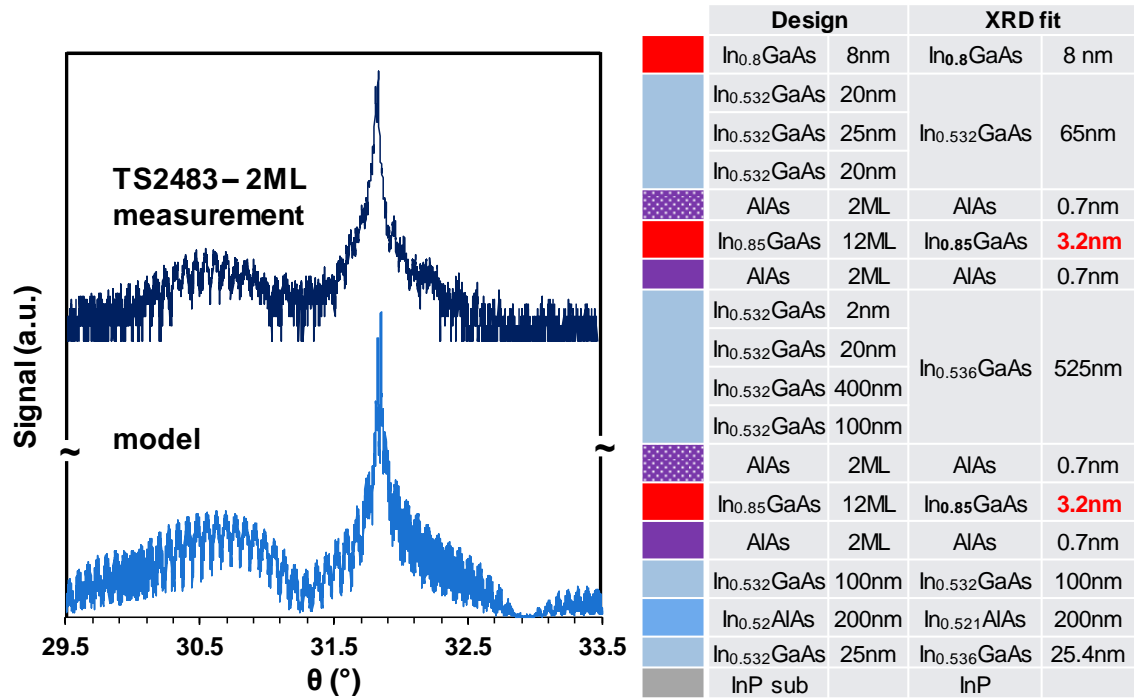 TS2483 – 2ML
measurement
model
Signal (a.u.)
~ ~
29.5 30.5 31.5 32.5 33.5
θ (°)
Design XRD fit
In0.8GaAs 8nm In0.8GaAs 8 nm
In0.532GaAs 20nm
In0.532GaAs 25nm In0.532GaAs 65nm
In0.532GaAs 20nm
AlAs 2ML AlAs 0.7nm
In0.85GaAs 12ML In0.85GaAs 3.2nm
AlAs 2ML AlAs 0.7nm
In0.532GaAs 2nm
In0.532GaAs 20nm
In0.536GaAs 525nm
In0.532GaAs 400nm
In0.532GaAs 100nm
AlAs 2ML AlAs 0.7nm
In0.85GaAs 12ML In0.85GaAs 3.2nm
AlAs 2ML AlAs 0.7nm
In0.532GaAs 100nm In0.532GaAs 100nm
In0.52AlAs 200nm In0.521AlAs 200nm
In0.532GaAs 25nm In0.536GaAs 25.4nm
InP sub InP